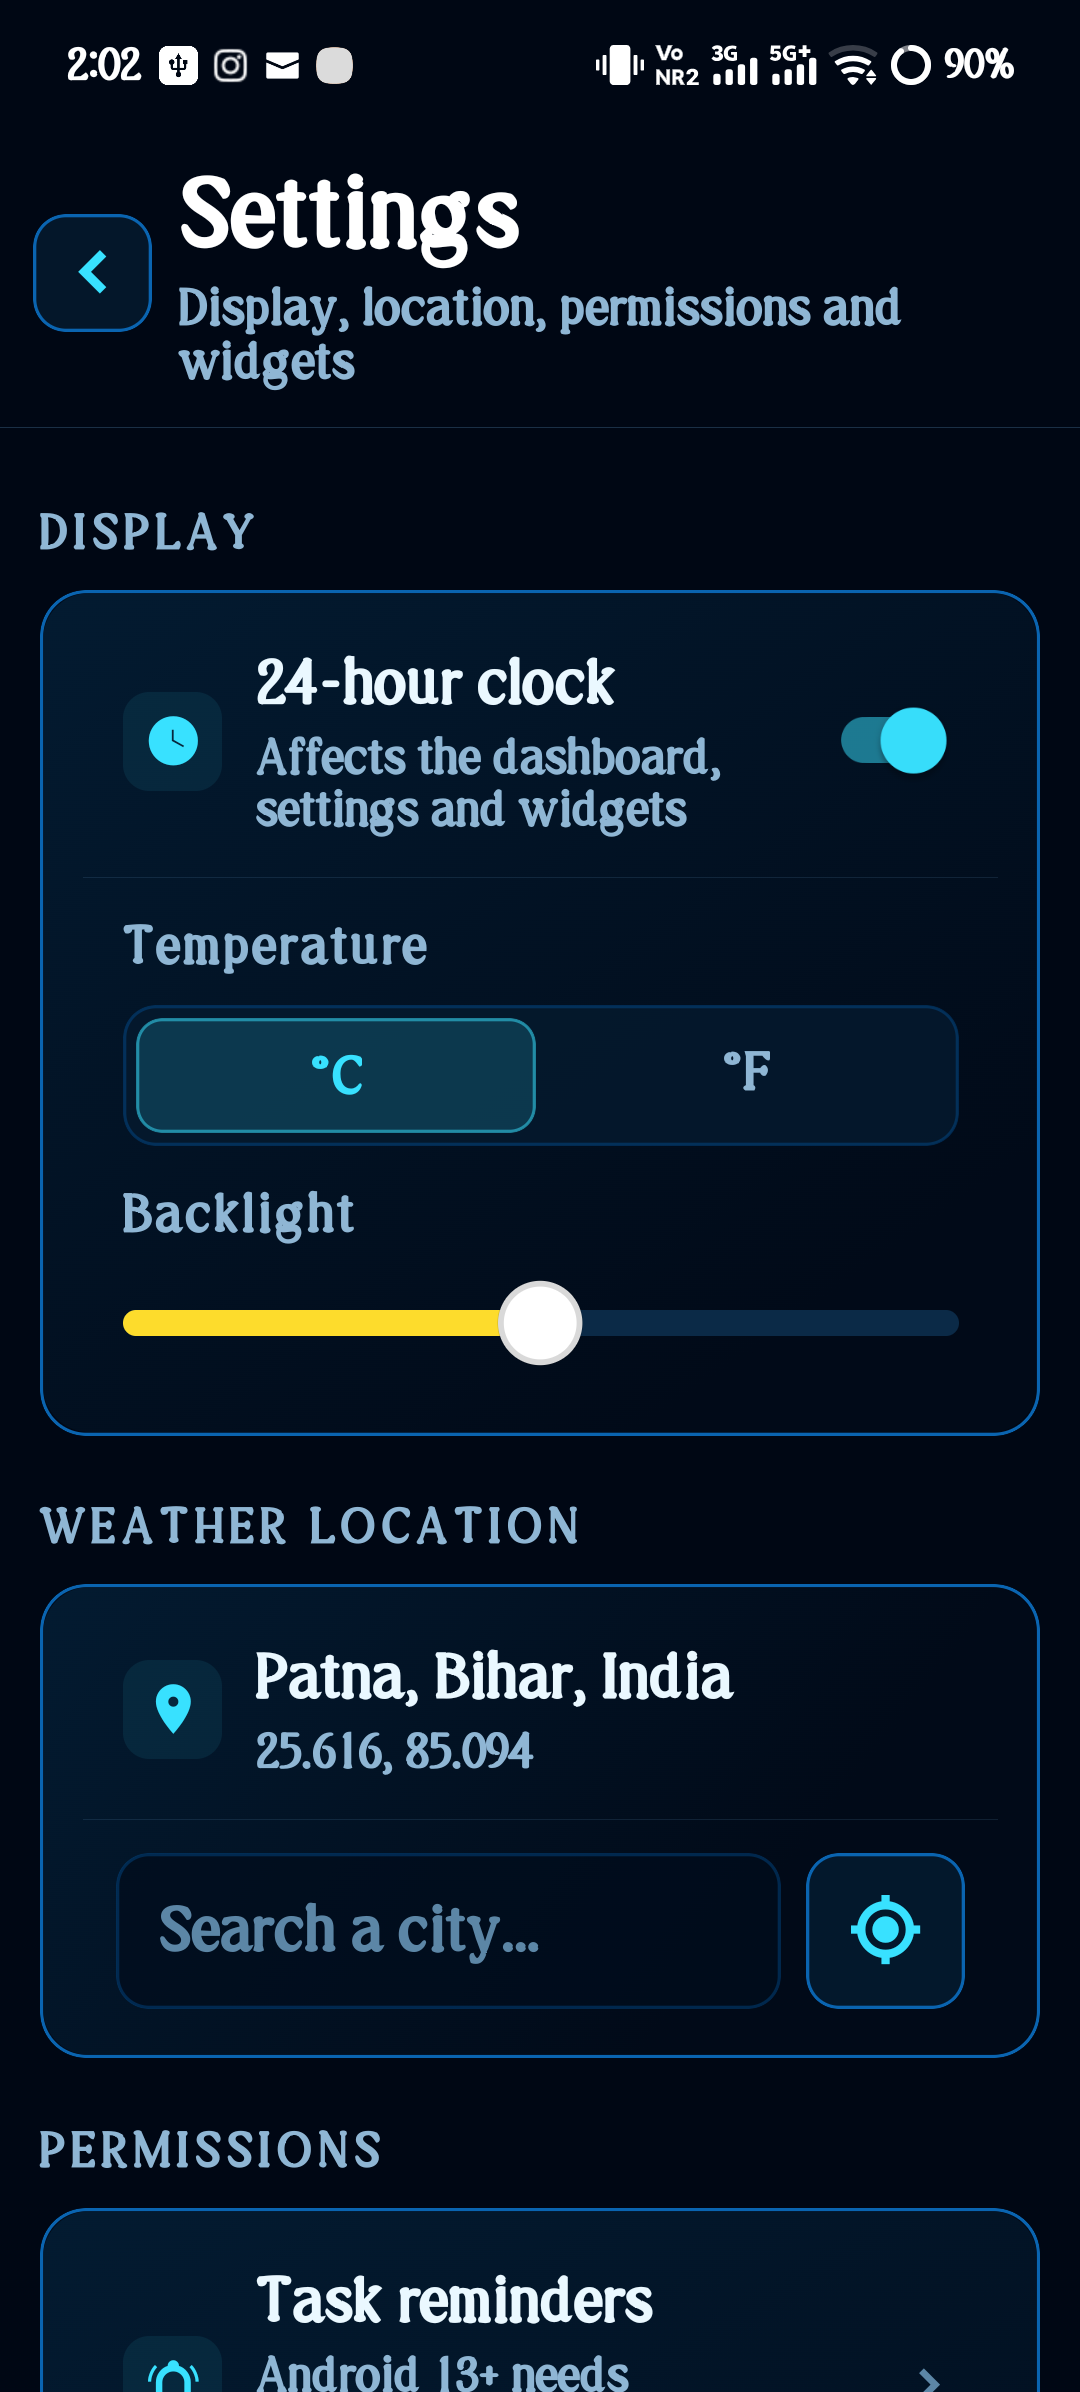 2:02 Vo NR2 3G 5G+ 90%
Settings
Display, location, permissions and
widgets
DISPLAY
24-hour clock
Affects the dashboard,
settings and widgets
Temperature
°C °F
Backlight
WEATHER LOCATION
Patna, Bihar, India
25.616, 85.094
Search a city...
PERMISSIONS
Task reminders
Android 13+ needs